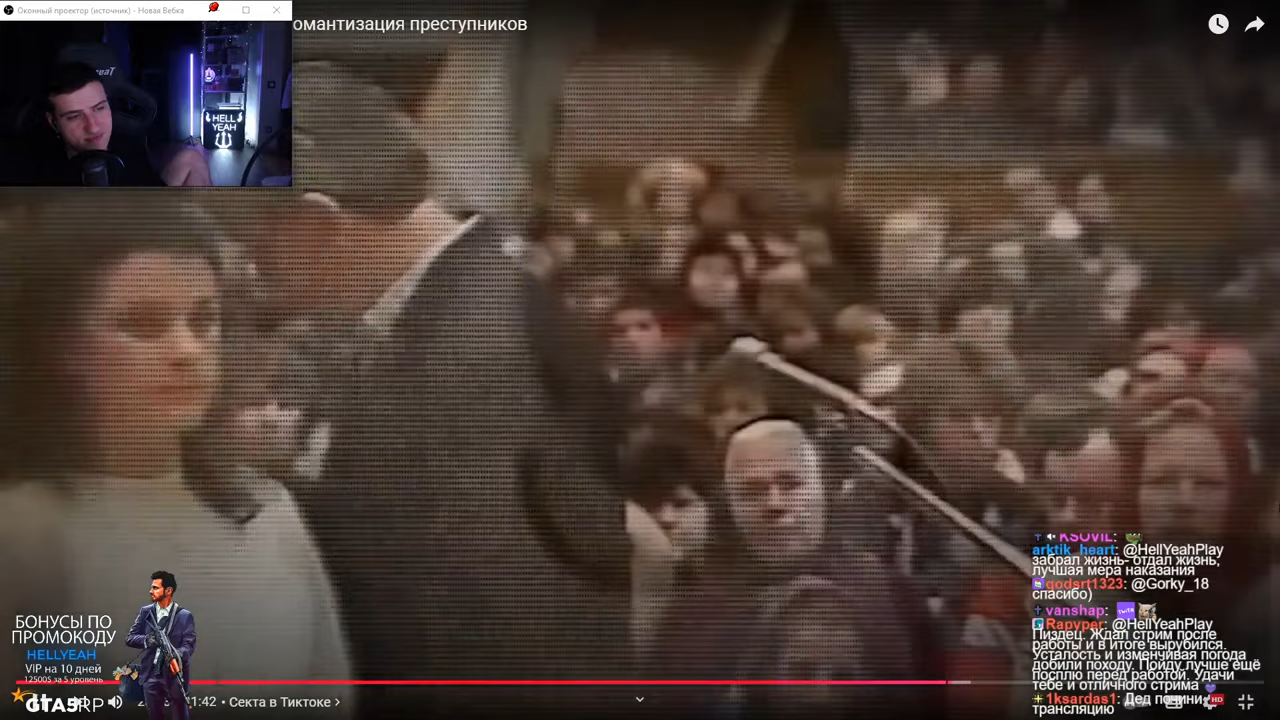 Оконный проектор (источник) - Новая Вебка
омантизация преступников
HELL
YEAH
KSOVIL:
arktik_heart: @HellYeahPlay
забрал жизнь- отдал жизнь,
лучшая мера наказания
godsrt1323: @Gorky_18
спасибо)
vanshap:
Rapyper: @HellYeahPlay
Пиздец. Ждал стрим после
работы и в итоге вырубился.
Усталость и изменчивая погода
добили походу. Приду лучше ещё
посплю перед работой. Удачи
тебе и отличного стрима
1ksardas1: Дед почини
трансляцию
БОНУСЫ ПО
ПРОМОКОДУ
HELLYEAH
VIP на 10 дней
12500$ за 5 уровень
GTA5RP
1:42 • Секта в Тиктоке
HD